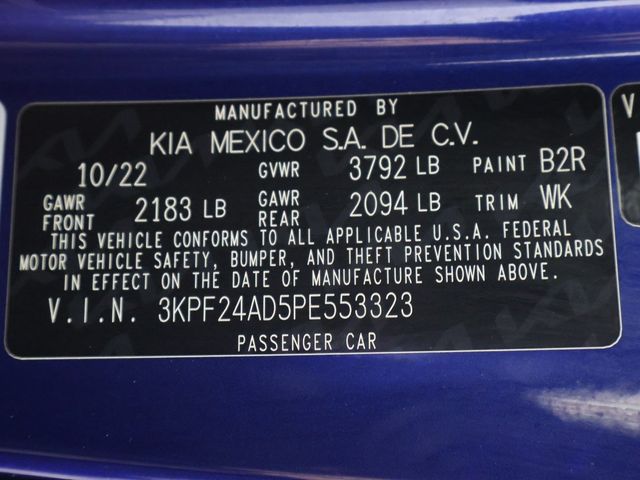 MANUFACTURED BY
KIA MEXICO S.A. DE C.V.
10/22 GVWR 3792 LB PAINT B2R
GAWR FRONT 2183 LB GAWR REAR 2094 LB TRIM WK
THIS VEHICLE CONFORMS TO ALL APPLICABLE U.S.A. FEDERAL
MOTOR VEHICLE SAFETY, BUMPER, AND THEFT PREVENTION STANDARDS
IN EFFECT ON THE DATE OF MANUFACTURE SHOWN ABOVE.
V.I.N. 3KPF24AD5PE553323
PASSENGER CAR
V